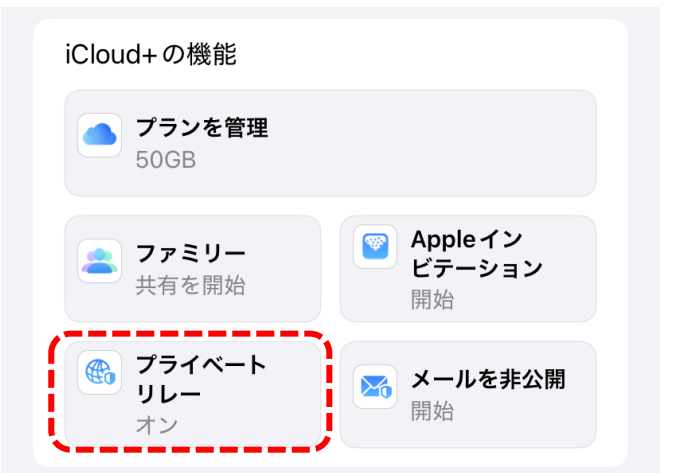 iCloud+の機能
プランを管理
50GB
ファミリー
共有を開始
Appleイン
ビテーション
開始
プライベート
リレー
オン
メールを非公開
開始